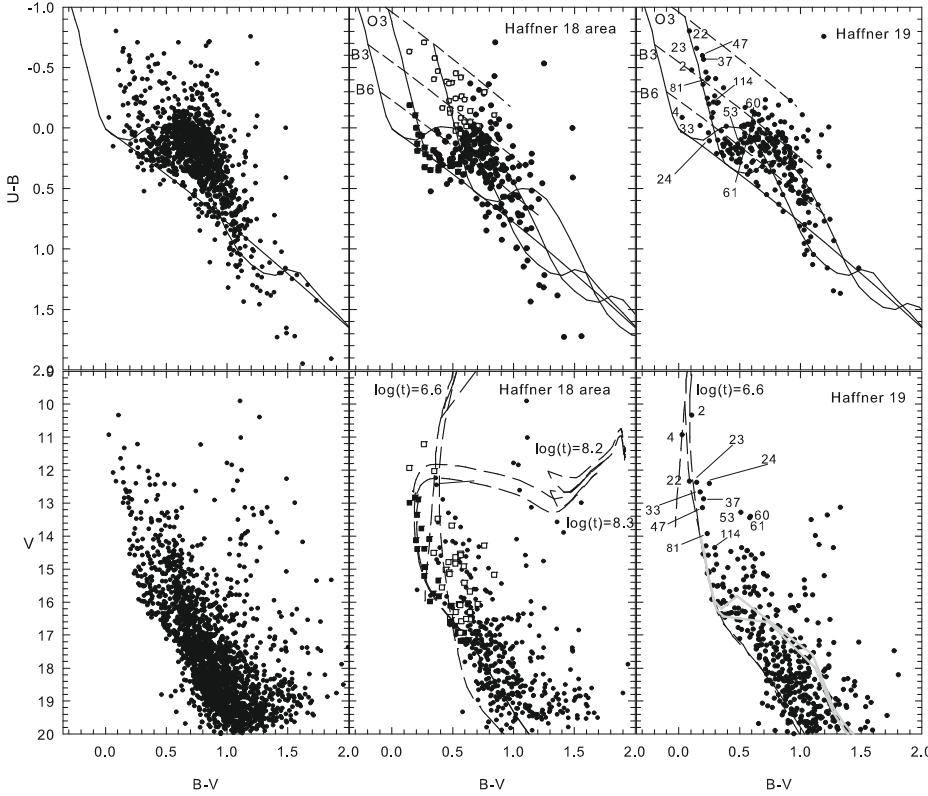 -1.0
-0.5
0.0
0.5
1.0
1.5
2.0
U-B
O3
B3
B6
Haffner 18 area
O3
B3
B6
22
23
47
37
2
114
81
4
53
60
33
24
61
Haffner 19
10
11
12
13
14
15
16
17
18
19
20
V
log(t)=6.6
Haffner 18 area
log(t)=8.2
log(t)=8.3
log(t)=6.6
Haffner 19
2
4
23
24
22
33
37
47
53
60
61
81
114
0.0 0.5 1.0 1.5 2.0
0.0 0.5 1.0 1.5 2.0
0.0 0.5 1.0 1.5 2.0
B-V
B-V
B-V